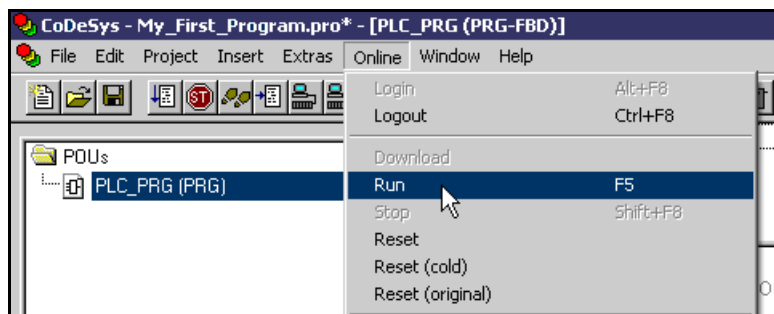 CoDeSys - My_First_Program.pro* - [PLC_PRG (PRG-FBD)]
File Edit Project Insert Extras Online Window Help
ST
Login Alt+F8
Logout Ctrl+F8
POUs
Download
PLC_PRG (PRG)
Run F5
Stop Shift+F8
Reset
Reset (cold)
Reset (original)